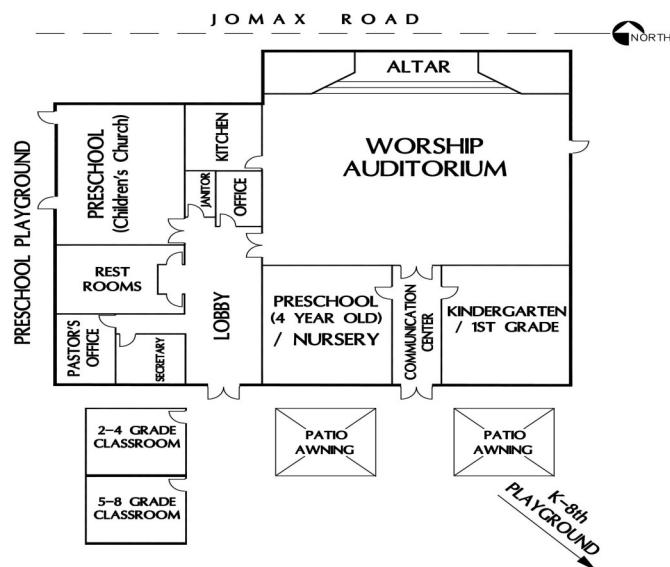 JOMAX ROAD
NORTH
ALTAR
WORSHIP
AUDITORIUM
KITCHEN
PRESCHOOL
(Children's Church)
PRESCHOOL PLAYGROUND
JANITOR
OFFICE
REST
ROOMS
LOBBY
PRESCHOOL
(4 YEAR OLD)
/ NURSERY
COMMUNICATION
CENTER
KINDERGARTEN
/ 1ST GRADE
PASTOR'S
OFFICE
SECRETARY
2-4 GRADE
CLASSROOM
PATIO
AWNING
PATIO
AWNING
5-8 GRADE
CLASSROOM
K-8th
PLAYGROUND